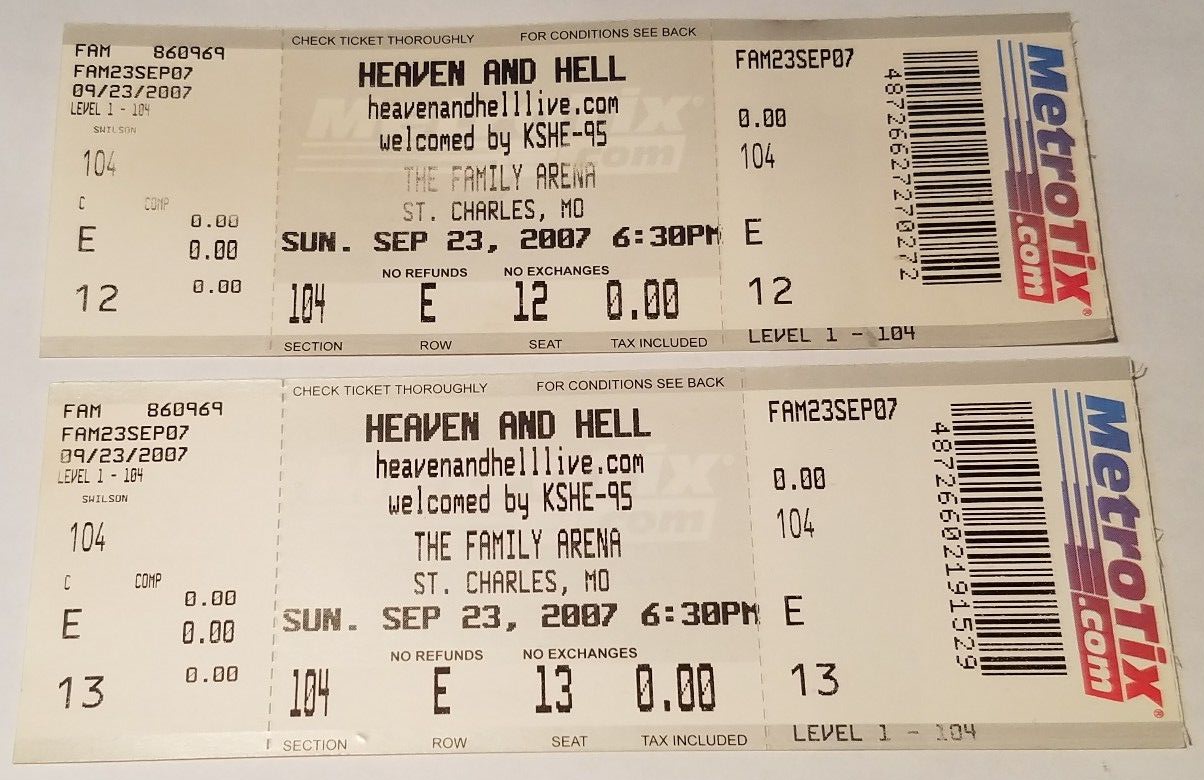 FAM 860969
FAM23SEP07
09/23/2007
LEVEL 1 - 104
SWILSON
104
C COMP
0.00
E 0.00
12 0.00
CHECK TICKET THOROUGHLY FOR CONDITIONS SEE BACK
HEAVEN AND HELL
heavenandhelllive.com
welcomed by KSHE-95
THE FAMILY ARENA
ST. CHARLES, MO
SUN. SEP 23, 2007 6:30PM
NO REFUNDS NO EXCHANGES
104 E 12 0.00
SECTION ROW SEAT TAX INCLUDED
FAM23SEP07
0.00
104
E
12
LEVEL 1 - 104
48726627270272
MetroTix®
.com
FAM 860969
FAM23SEP07
09/23/2007
LEVEL 1 - 104
SWILSON
104
C COMP
0.00
E 0.00
13 0.00
CHECK TICKET THOROUGHLY FOR CONDITIONS SEE BACK
HEAVEN AND HELL
heavenandhelllive.com
welcomed by KSHE-95
THE FAMILY ARENA
ST. CHARLES, MO
SUN. SEP 23, 2007 6:30PM
NO REFUNDS NO EXCHANGES
104 E 13 0.00
SECTION ROW SEAT TAX INCLUDED
FAM23SEP07
0.00
104
E
13
LEVEL 1 - 104
4872660219152​9
MetroTix®
.com